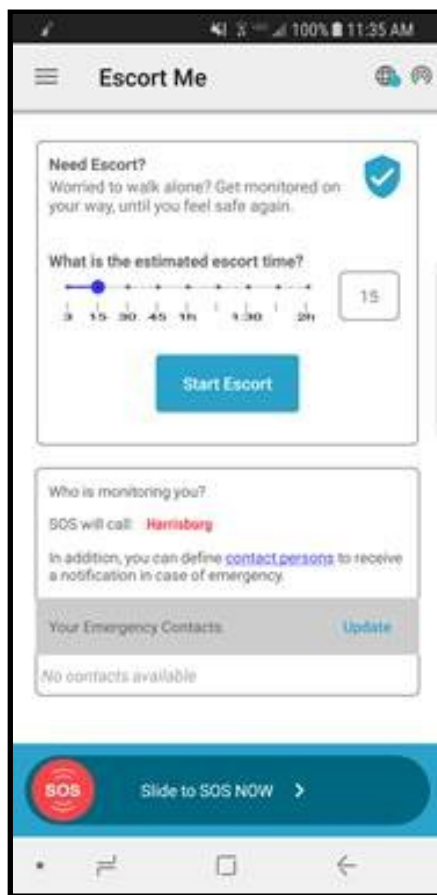 100% 11:35 AM
Escort Me
Need Escort?
Worried to walk alone? Get monitored on
your way, until you feel safe again.
What is the estimated escort time?
15
3 15 30 45 1h 1:30 2h
Start Escort
Who is monitoring you?
SOS will call: Harrisburg
In addition, you can define contact persons to receive
a notification in case of emergency.
Your Emergency Contacts Update
No contacts available
SOS Slide to SOS NOW